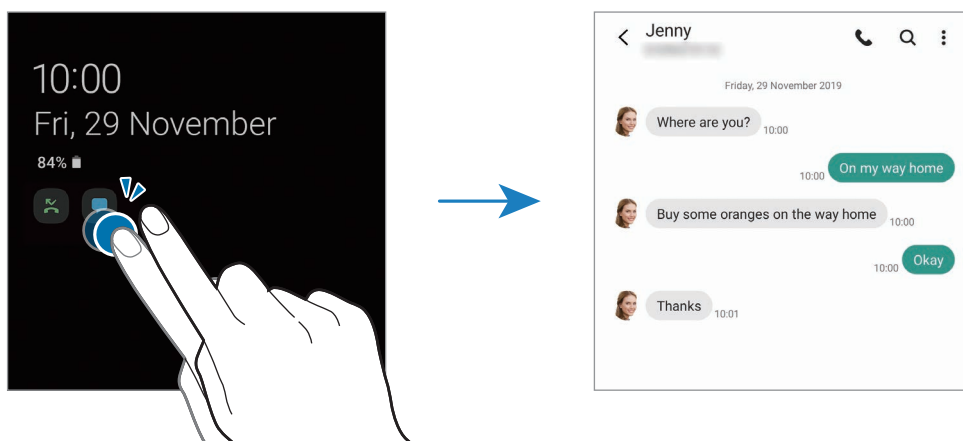 10:00
Fri, 29 November
84%
Jenny
Friday, 29 November 2019
Where are you?
10:00
10:00
On my way home
Buy some oranges on the way home
10:00
10:00
Okay
Thanks
10:01